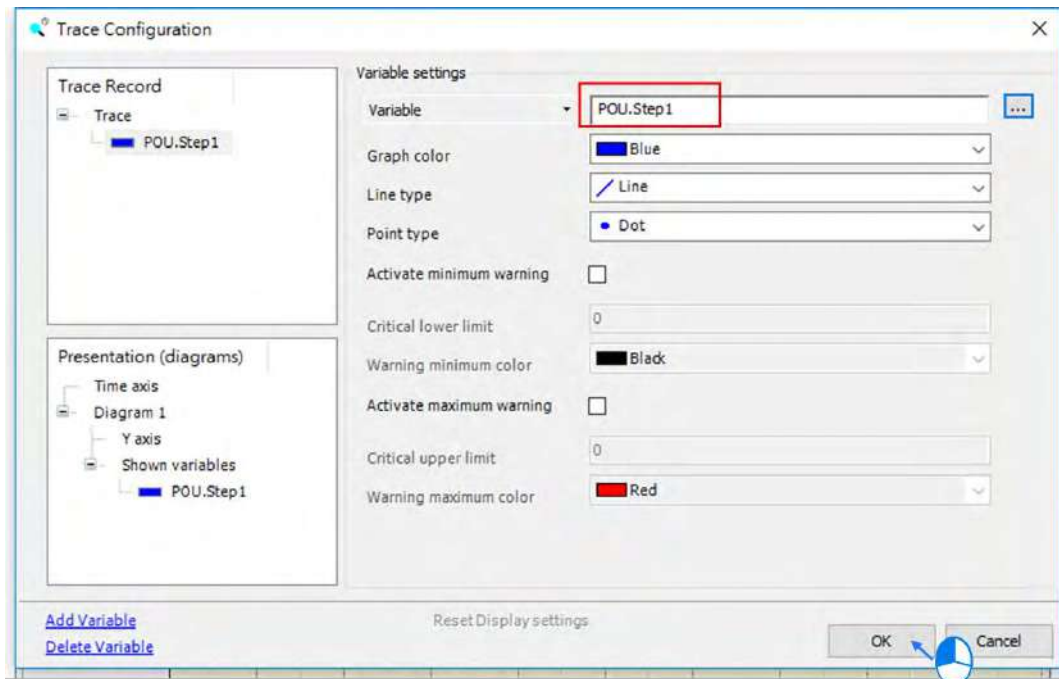 Trace Configuration
Trace Record
Trace
POU.Step1
Presentation (diagrams)
Time axis
Diagram 1
Y axis
Shown variables
POU.Step1
Variable settings
Variable POU.Step1 ...
Graph color Blue
Line type Line
Point type Dot
Activate minimum warning
Critical lower limit 0
Warning minimum color Black
Activate maximum warning
Critical upper limit 0
Warning maximum color Red
Add Variable
Delete Variable
Reset Display settings
OK Cancel